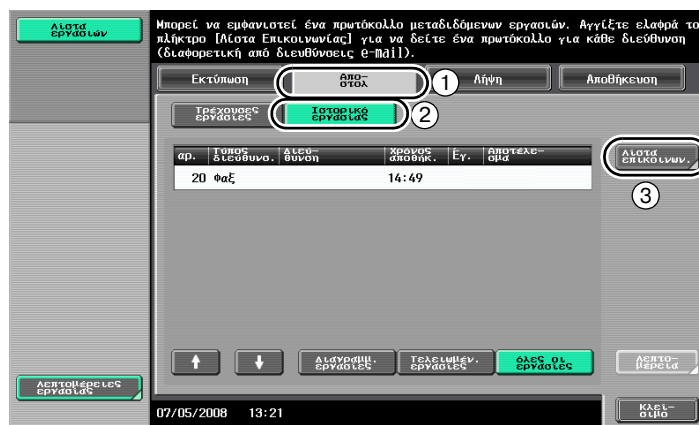 Λίστα
εργασιών
Μπορεί να εμφανιστεί ένα πρωτόκολλο μεταδιδόμενων εργασιών. Αγγίξτε ελαφρά το
πλήκτρο [Λίστα Επικοινωνίας] για να δείτε ένα πρωτόκολλο για κάθε διεύθυνση
(διαφορετική από διευθύνσεις e-mail).
Εκτύπωση
Απο-
στολ
1
Λήψη
Αποθήκευση
Τρέχουσες
εργασίες
Ιστορικό
εργασίας
2
αρ.
Τύπος
διευθυνσ.
Διεύ-
θυνση
Χρόνος
αποθήκ.
Έγ.
Αποτέλε-
σμα
Λίστα
επικοινων.
3
20 Φαξ 14:49
Διαγραμμ.
εργασίες
Τελειωμέν.
εργασίες
όλες οι
εργασίες
Λεπτο-
μέρεια
Λεπτομέρειες
εργασίας
07/05/2008 13:21
Κλεί-
σιμο